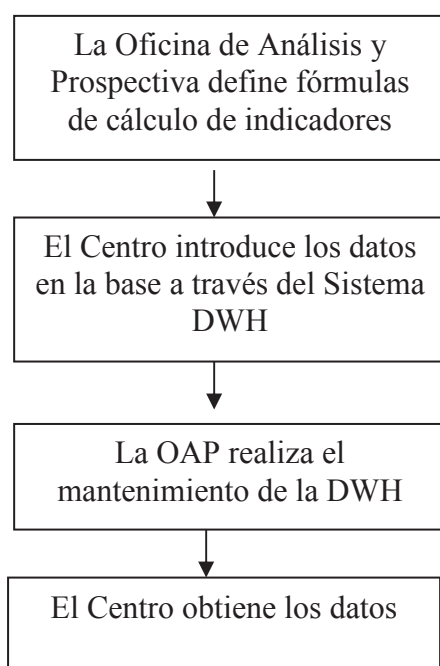 La Oficina de Análisis y
Prospectiva define fórmulas
de cálculo de indicadores
El Centro introduce los datos
en la base a través del Sistema
DWH
La OAP realiza el
mantenimiento de la DWH
El Centro obtiene los datos